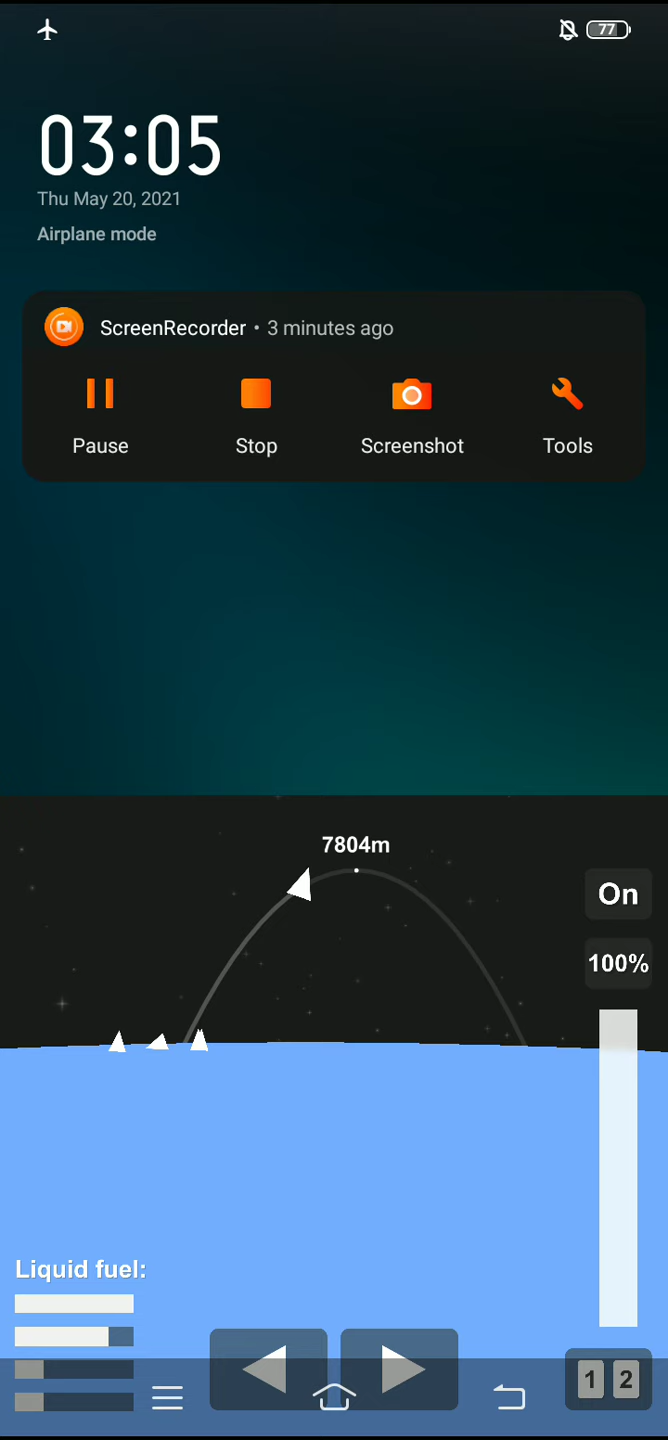 77
03:05
Thu May 20, 2021
Airplane mode
ScreenRecorder • 3 minutes ago
Pause
Stop
Screenshot
Tools
7804m
On
100%
Liquid fuel:
1 2